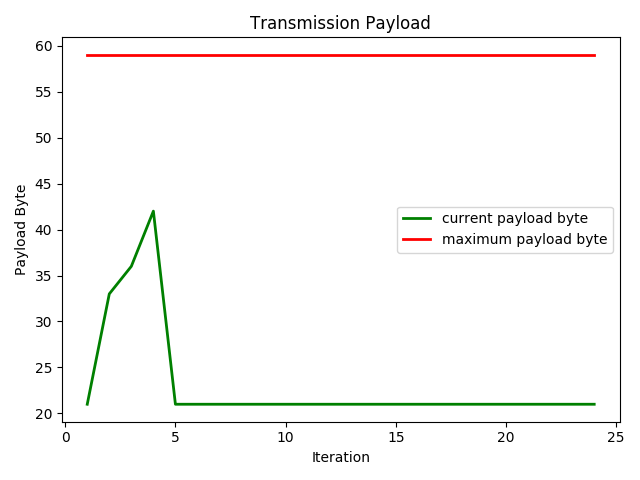 Transmission Payload
60
55
50
45
40
35
30
25
20
Payload Byte
current payload byte
maximum payload byte
0 5 10 15 20 25
Iteration